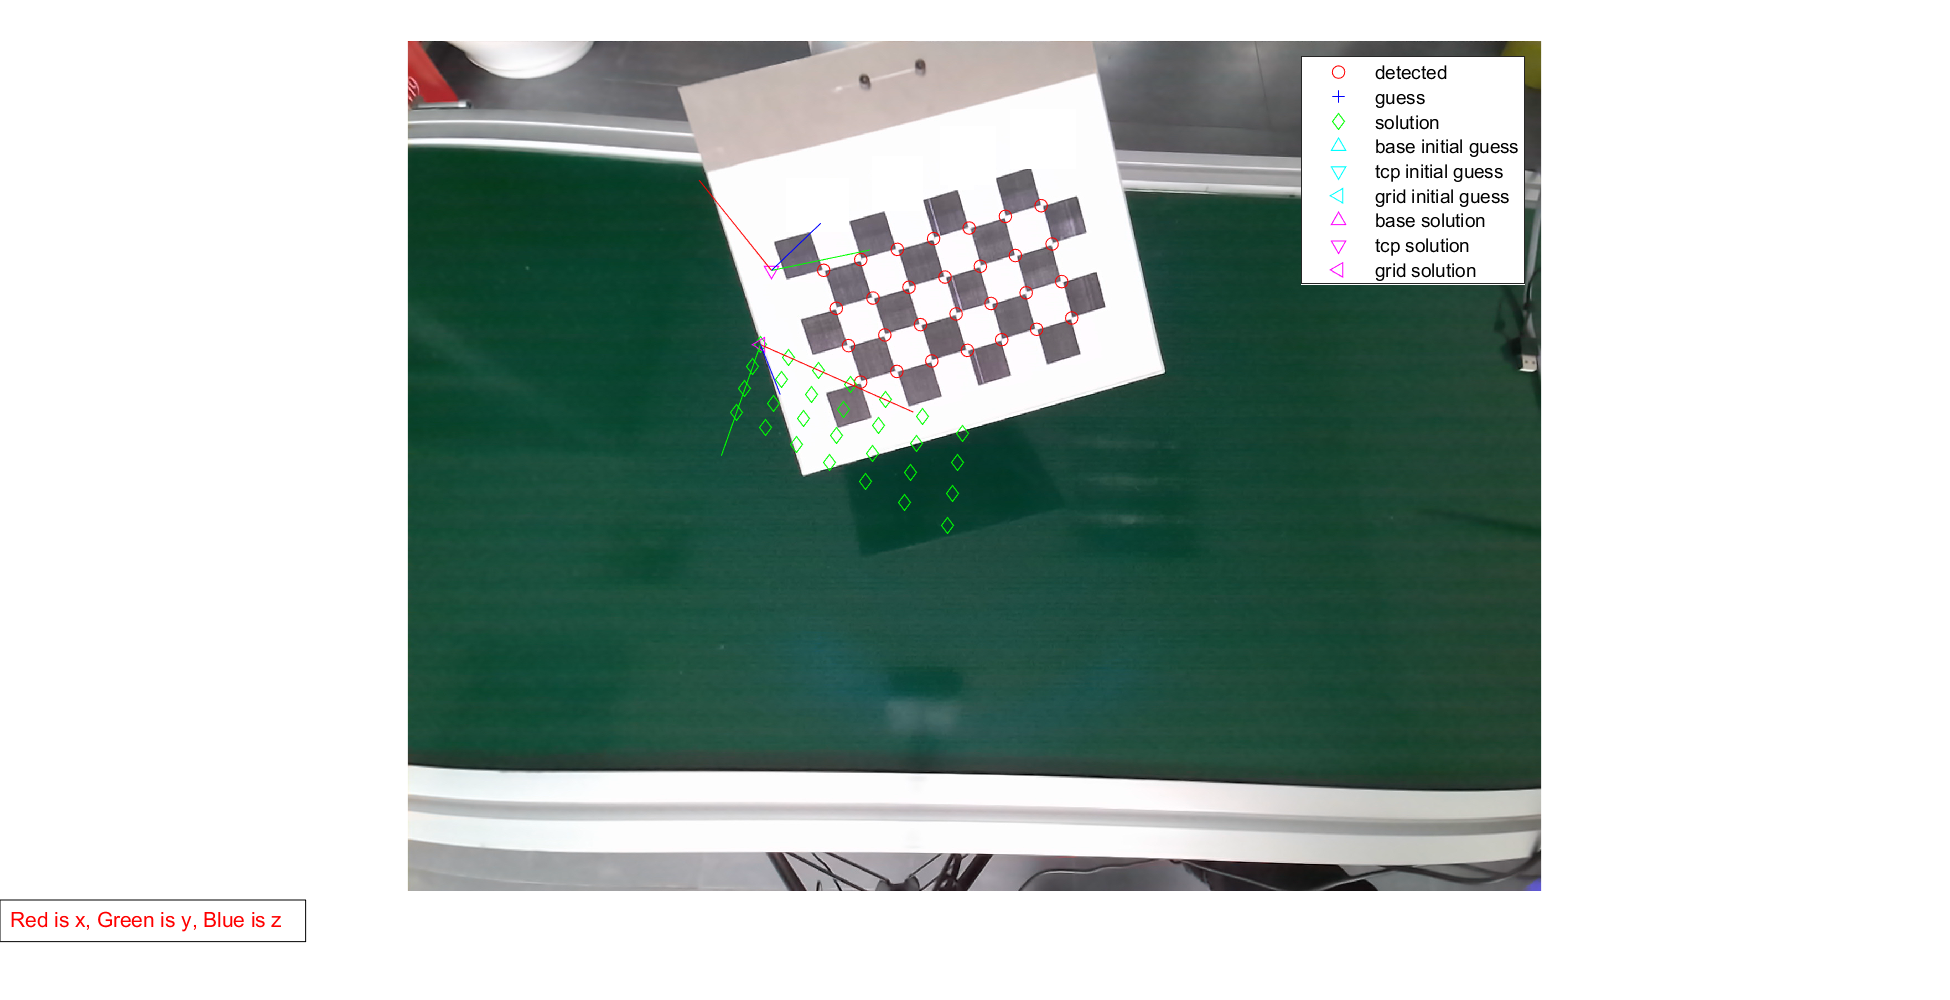 detected
guess
solution
base initial guess
tcp initial guess
grid initial guess
base solution
tcp solution
grid solution
Red is x, Green is y, Blue is z